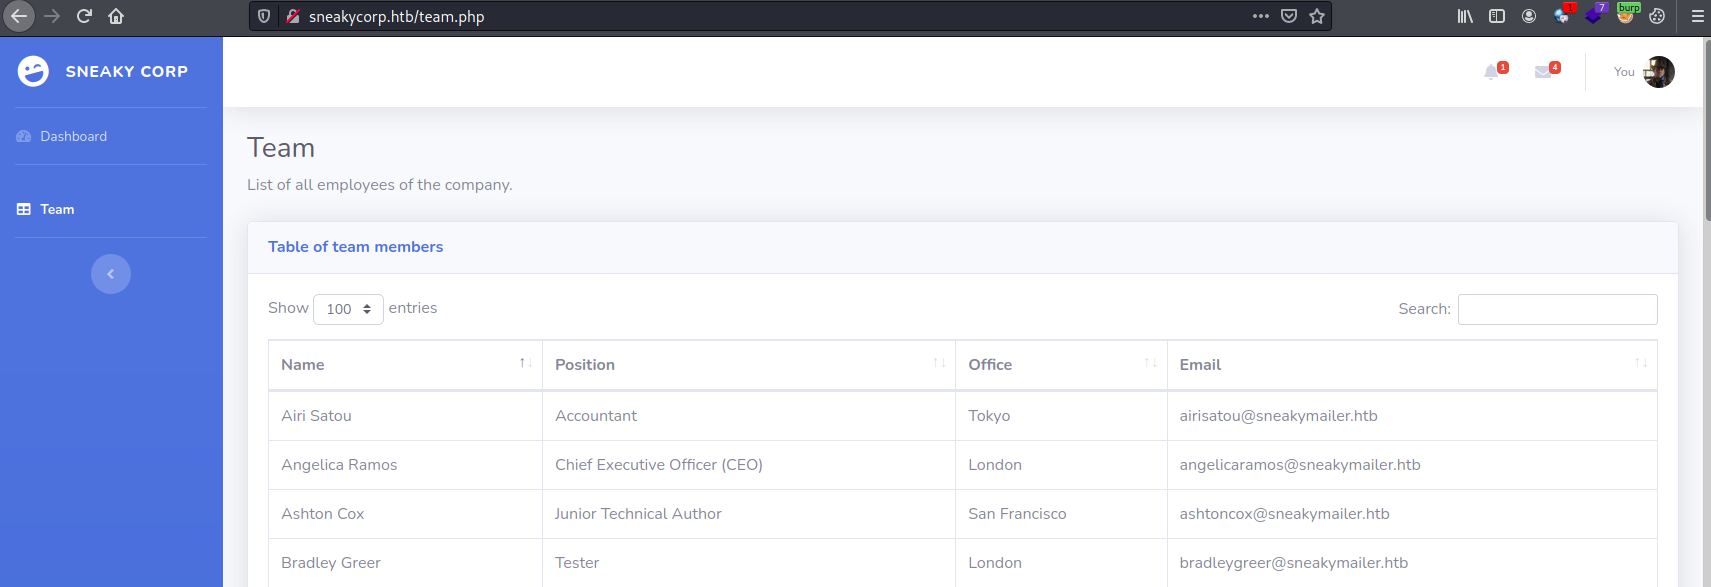 sneakycorp.htb/team.php
1
7
burp
SNEAKY CORP
1
4
You
Dashboard
Team
Team
List of all employees of the company.
Table of team members
Show 100 entries
Search:
Name Position Office Email
Airi Satou Accountant Tokyo airisatou@sneakymailer.htb
Angelica Ramos Chief Executive Officer (CEO) London angelicaramos@sneakymailer.htb
Ashton Cox Junior Technical Author San Francisco ashtoncox@sneakymailer.htb
Bradley Greer Tester London bradleygreer@sneakymailer.htb